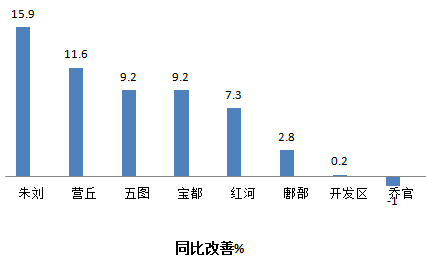 15.9
11.6
9.2
9.2
7.3
2.8
0.2
朱刘
营丘
五图
宝都
红河
鄌郚
开发区
乔官
-1
同比改善%